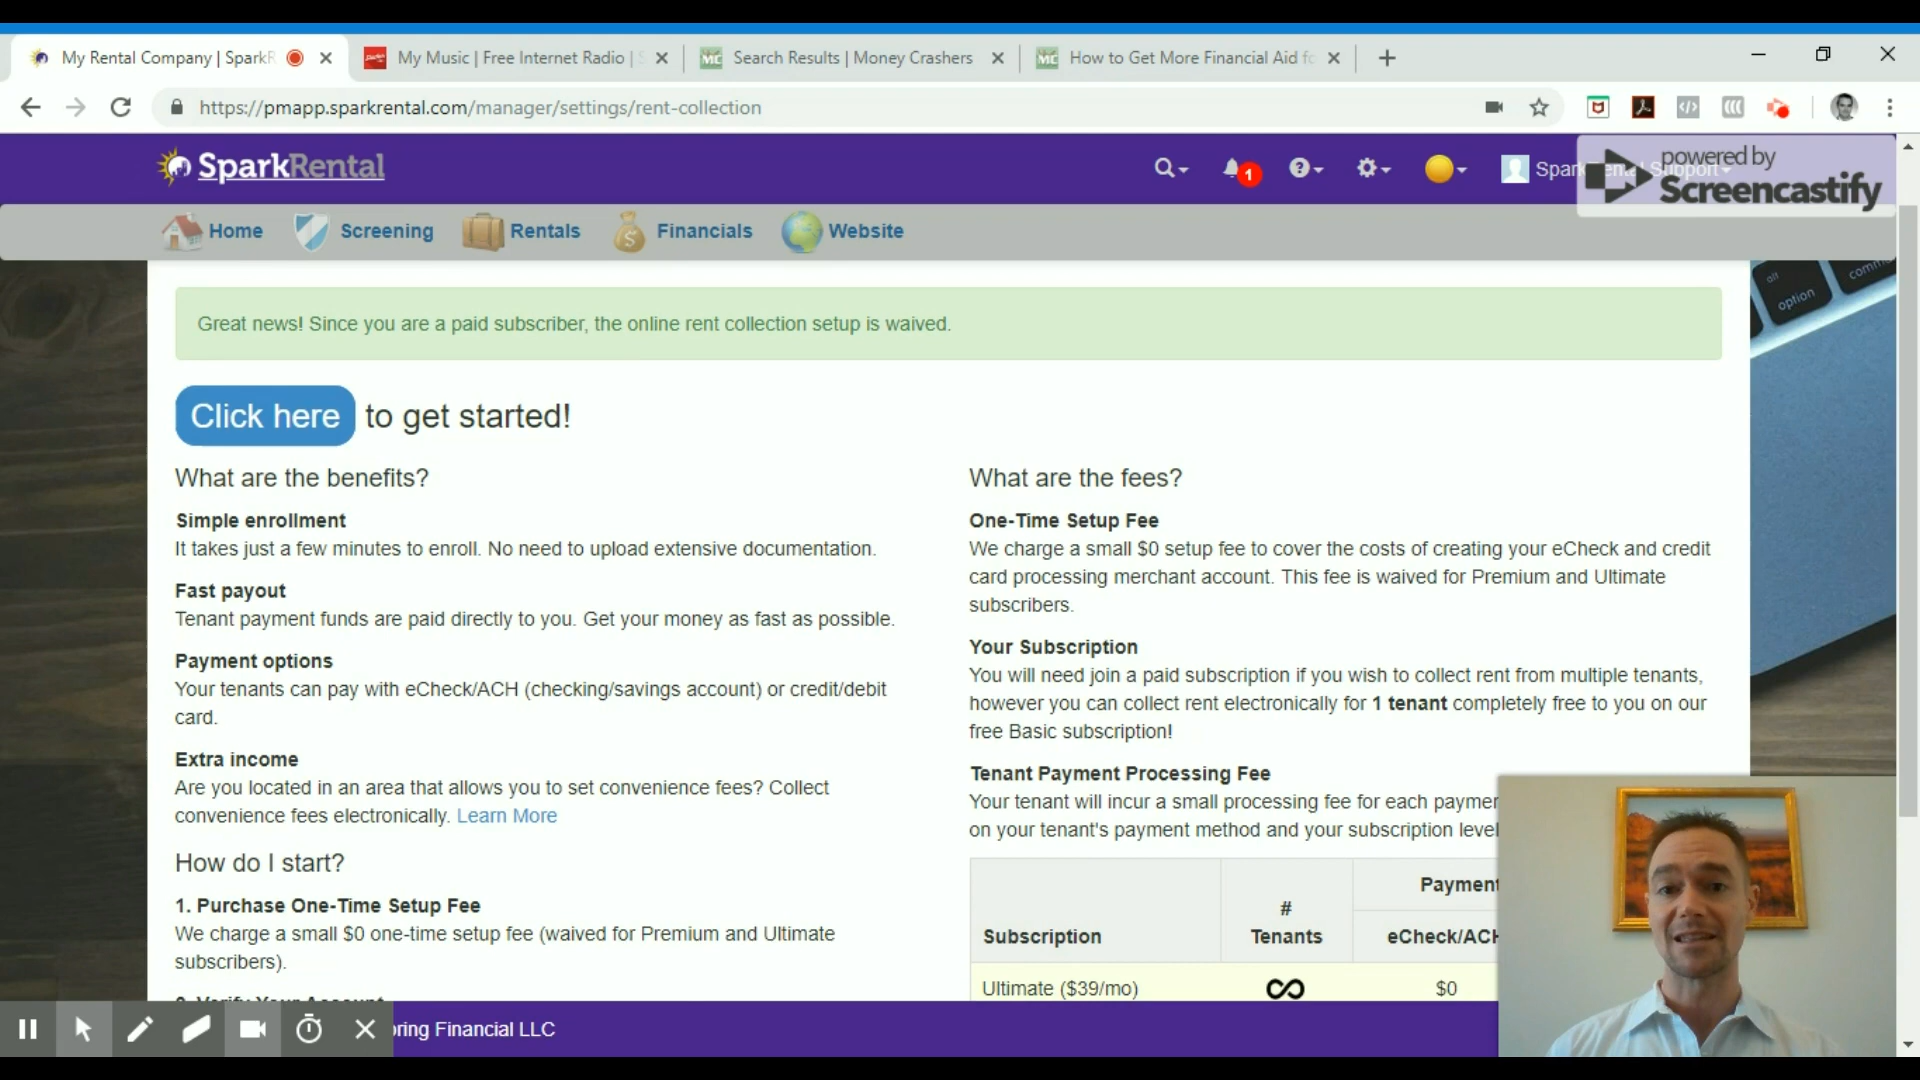 My Rental Company | SparkR
My Music | Free Internet Radio | S
Search Results | Money Crashers
How to Get More Financial Aid fo
https://pmapp.sparkrental.com/manager/settings/rent-collection
SparkRental
1
powered by
Screencastify
Home
Screening
Rentals
Financials
Website
alt
option
Great news! Since you are a paid subscriber, the online rent collection setup is waived.
Click here to get started!
What are the benefits?
Simple enrollment
It takes just a few minutes to enroll. No need to upload extensive documentation.
Fast payout
Tenant payment funds are paid directly to you. Get your money as fast as possible.
Payment options
Your tenants can pay with eCheck/ACH (checking/savings account) or credit/debit
card.
Extra income
Are you located in an area that allows you to set convenience fees? Collect
convenience fees electronically. Learn More
How do I start?
1. Purchase One-Time Setup Fee
We charge a small $0 one-time setup fee (waived for Premium and Ultimate
subscribers).
What are the fees?
One-Time Setup Fee
We charge a small $0 setup fee to cover the costs of creating your eCheck and credit
card processing merchant account. This fee is waived for Premium and Ultimate
subscribers.
Your Subscription
You will need join a paid subscription if you wish to collect rent from multiple tenants,
however you can collect rent electronically for 1 tenant completely free to you on our
free Basic subscription!
Tenant Payment Processing Fee
Your tenant will incur a small processing fee for each paymen
on your tenant's payment method and your subscription level
Payment
#
Subscription
Tenants
eCheck/ACH
Ultimate ($39/mo)
∞
$0
oring Financial LLC